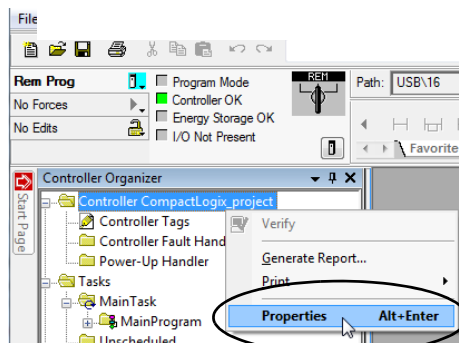 File
Rem Prog
Program Mode
REM
Path: USB\16
No Forces
Controller OK
Energy Storage OK
No Edits
I/O Not Present
Favorite
Controller Organizer
Start Page
Controller CompactLogix_project
Controller Tags
Verify
Controller Fault Hand
Power-Up Handler
Generate Report...
Tasks
Print
MainTask
Properties Alt+Enter
MainProgram
Unscheduled